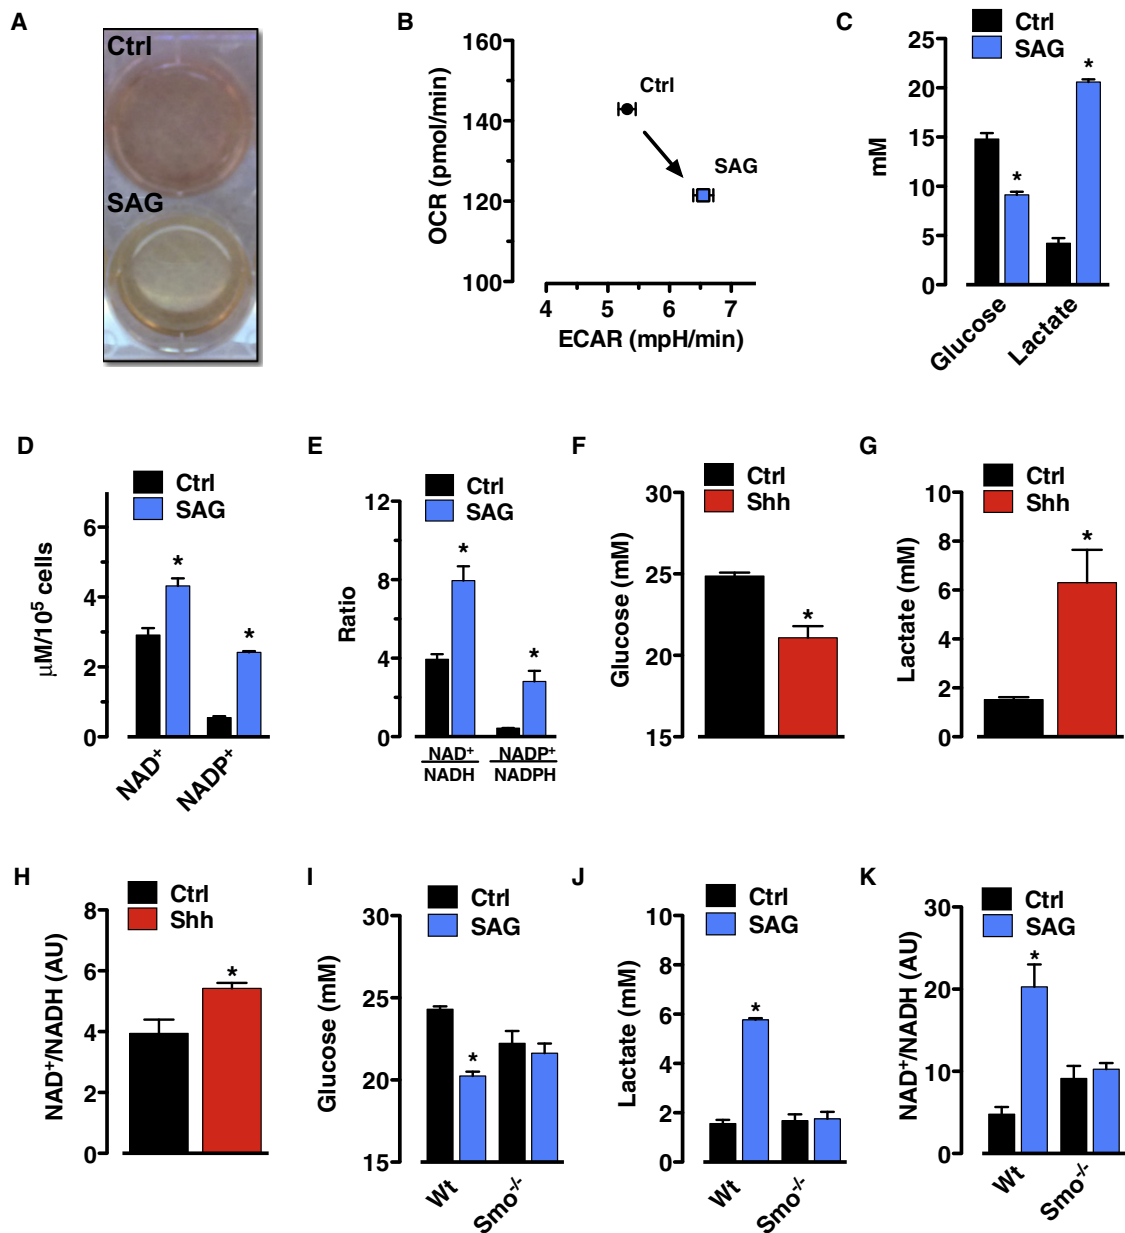 A
Ctrl
SAG
B
160
140
120
100
OCR (pmol/min)
Ctrl
SAG
4 5 6 7
ECAR (mpH/min)
C
Ctrl
SAG
25
20
15
10
5
0
mM
*
*
Glucose
Lactate
D
Ctrl
SAG
6
4
2
0
μM/10⁵ cells
*
*
NAD⁺
NADP⁺
E
Ctrl
SAG
12
8
4
0
Ratio
*
*
NAD⁺ NADP⁺
NADH NADPH
F
Ctrl
Shh
30
25
20
15
Glucose (mM)
*
G
Ctrl
Shh
10
8
6
4
2
0
Lactate (mM)
*
H
Ctrl
Shh
8
6
4
2
0
NAD⁺/NADH (AU)
*
I
Ctrl
SAG
30
25
20
15
Glucose (mM)
*
Wt
Smo⁻/⁻
J
Ctrl
SAG
10
8
6
4
2
0
Lactate (mM)
*
Wt
Smo⁻/⁻
K
Ctrl
SAG
30
20
10
0
NAD⁺/NADH (AU)
*
Wt
Smo⁻/⁻